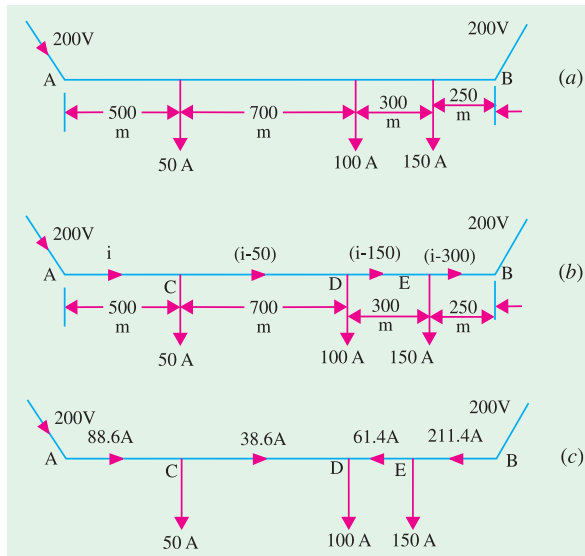 200V 200V
A B (a)
500 m 700 m 300 m 250 m
50 A 100 A 150 A
200V 200V
i (i-50) (i-150) (i-300)
A C D E B (b)
500 m 700 m 300 m 250 m
50 A 100 A 150 A
200V 200V
88.6A 38.6A 61.4A 211.4A
A C D E B (c)
50 A 100 A 150 A